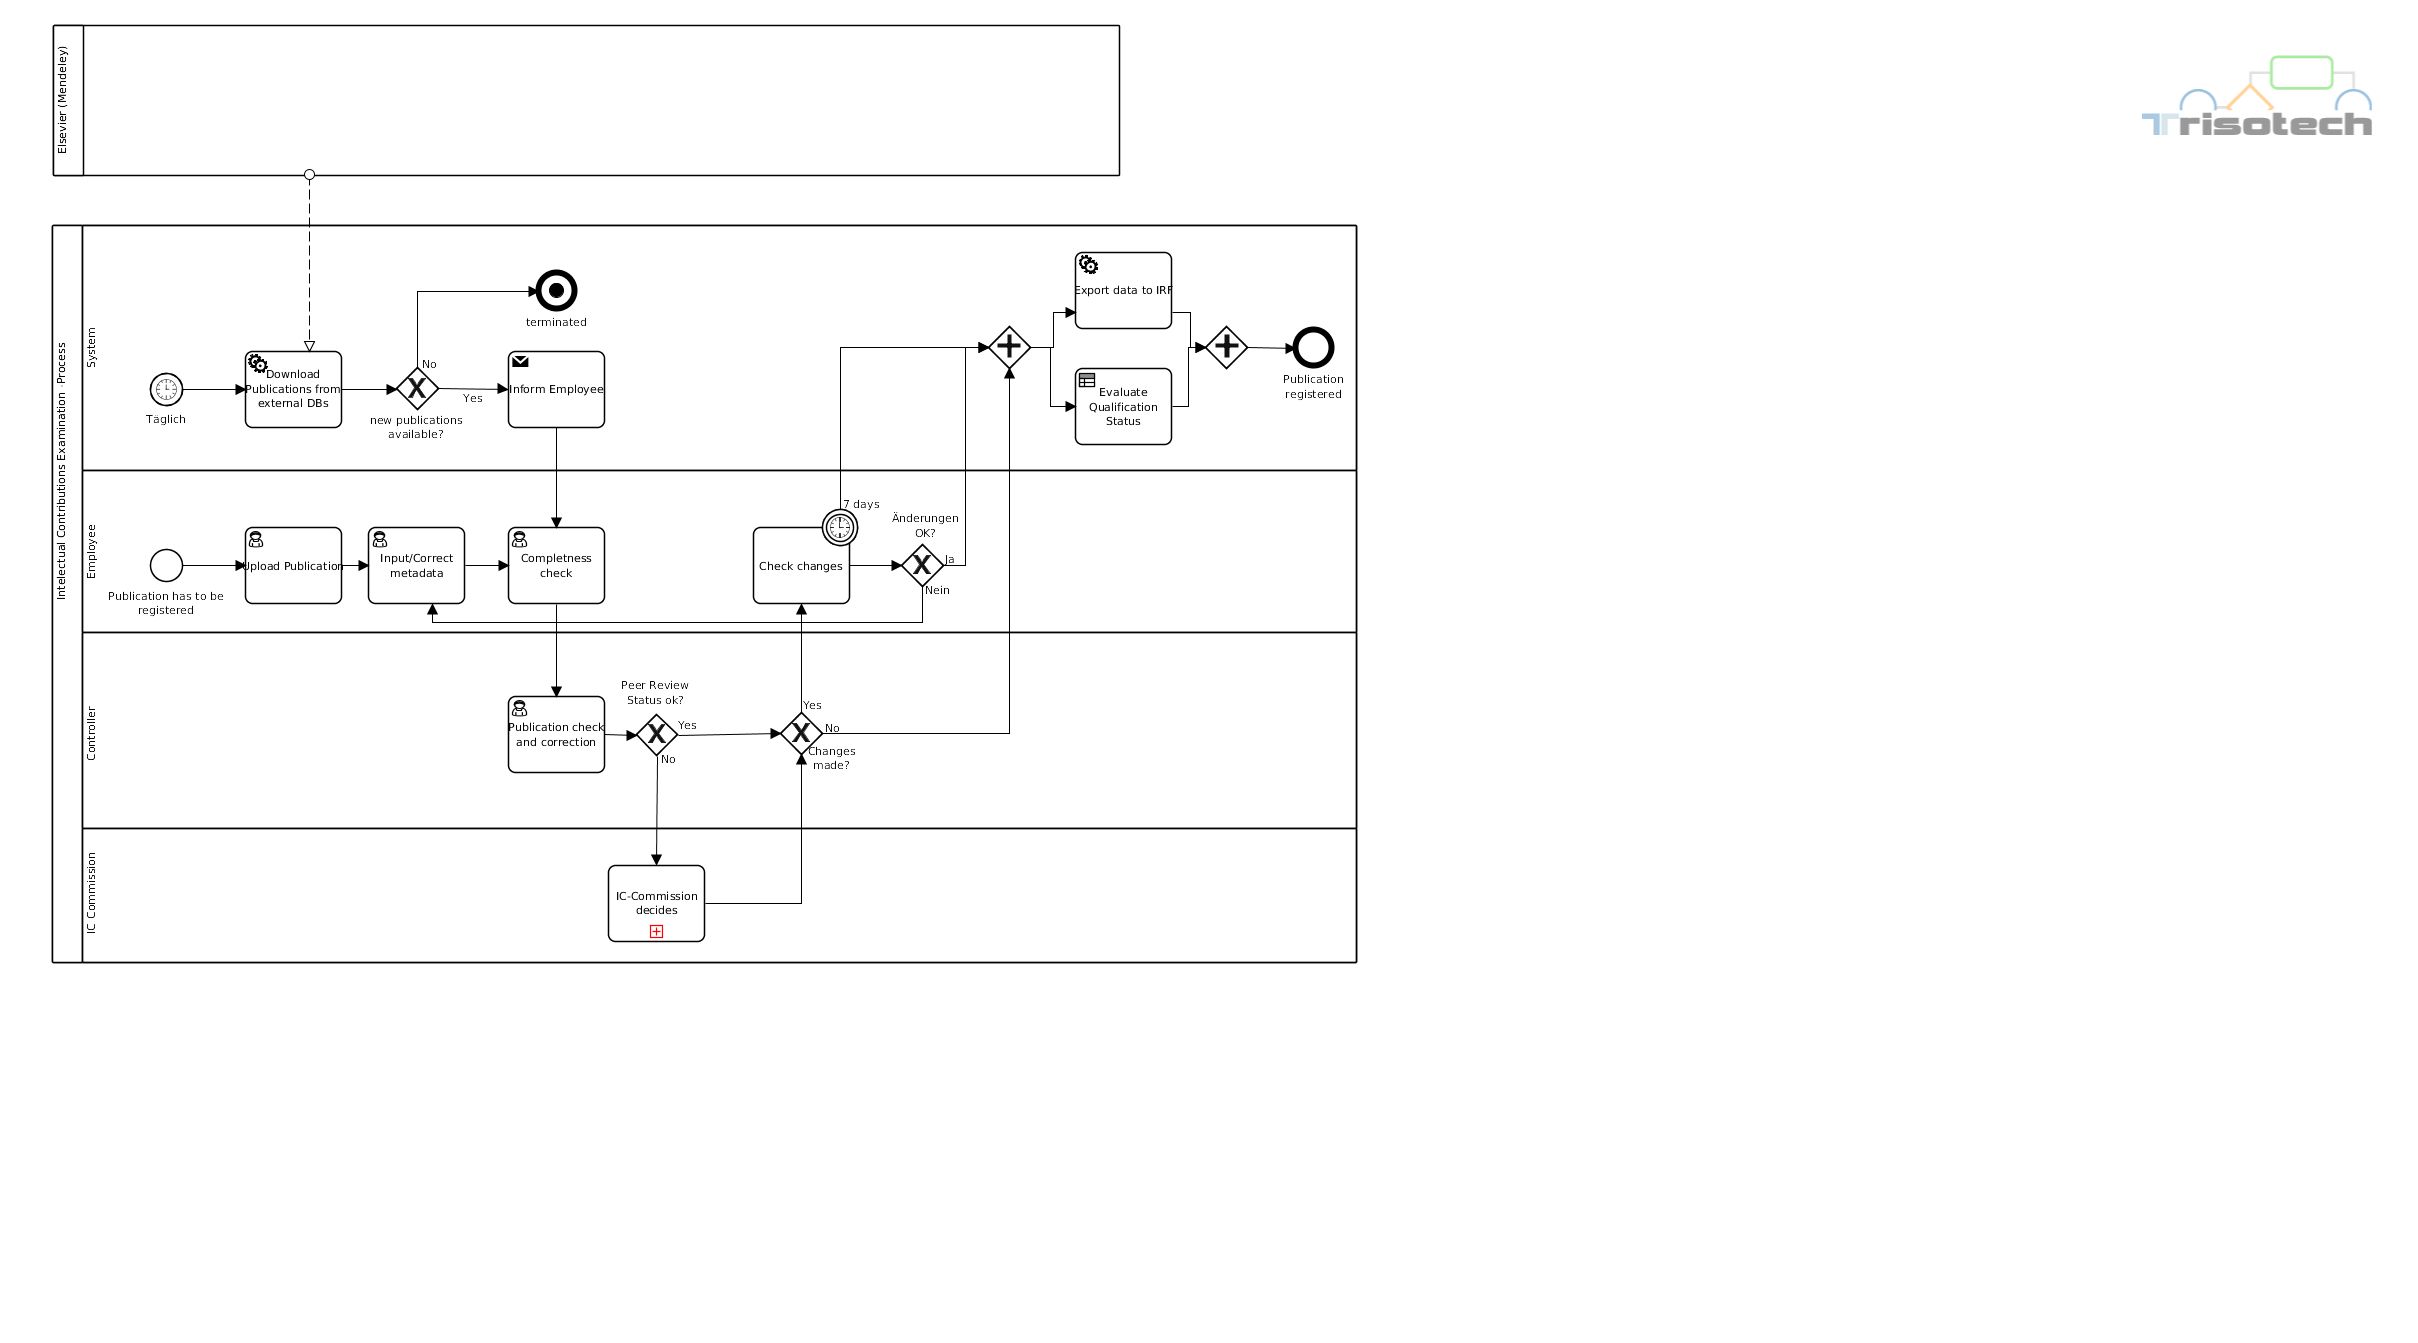 Elsevier (Mendeley)
Trisotech
Intelectual Contributions Examination -Process
System
Täglich
Download
Publications from
external DBs
No
new publications
available?
Yes
terminated
Inform Employee
Export data to IRF
Evaluate
Qualification
Status
Publication
registered
Employee
Publication has to be
registered
Upload Publication
Input/Correct
metadata
Completness
check
Check changes
7 days
Änderungen
OK?
Ja
Nein
Controller
Publication check
and correction
Peer Review
Status ok?
Yes
No
Yes
No
Changes
made?
IC Commission
IC-Commission
decides